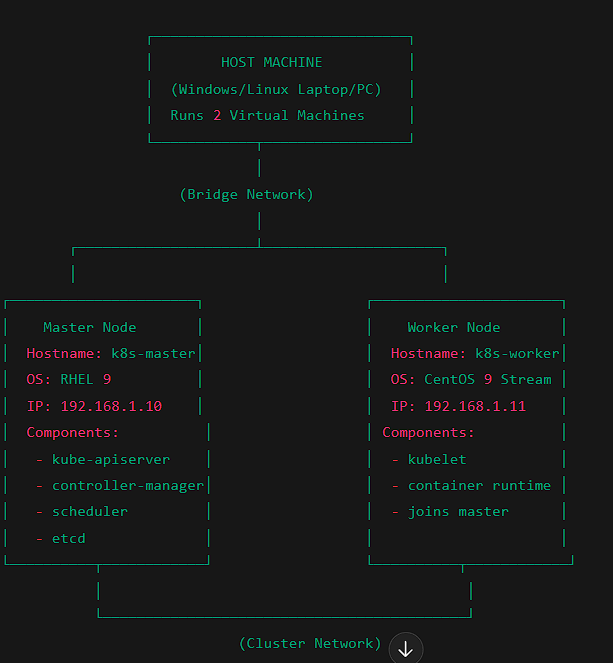 HOST MACHINE
(Windows/Linux Laptop/PC)
Runs 2 Virtual Machines
(Bridge Network)
Master Node Worker Node
Hostname: k8s-master Hostname: k8s-worker
OS: RHEL 9 OS: CentOS 9 Stream
IP: 192.168.1.10 IP: 192.168.1.11
Components: Components:
- kube-apiserver - kubelet
- controller-manager - container runtime
- scheduler - joins master
- etcd
(Cluster Network)